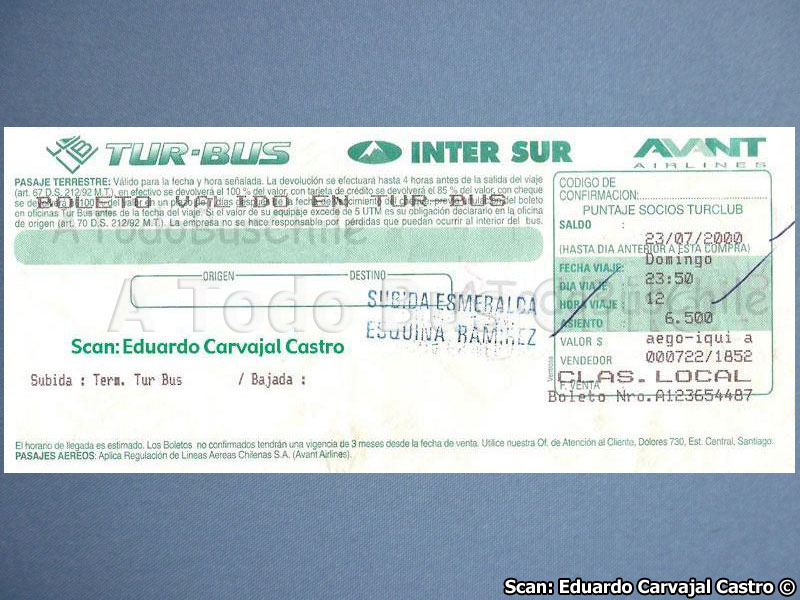 TUR-BUS
INTER SUR
AVANT
AIRLINES
PASAJE TERRESTRE: Válido para la fecha y hora señalada. La devolución se efectuará hasta 4 horas antes de la salida del viaje
(art. 67 D.S. 212/92 M.T.), en efectivo se devolverá el 100 % del valor, con tarjeta de crédito se devolverá el 85 % del valor, con cheque
se devolverá el 100 del
BOLETO VALIDO EN TUR BUS
en oficinas Tur Bus antes de la fecha del viaje. Si el valor de su equipaje excede de 5 UTM es su obligación declararlo en la oficina
de origen (art. 70 D.S. 212/92 M.T.). La empresa no se hace responsable por pérdidas que puedan ocurrir al interior del bus.
A Todo Buses Chile
ORIGEN
DESTINO
SUBIDA ESMERALDA
ESQUINA RAMIREZ
Scan: Eduardo Carvajal Castro
Subida : Term. Tur Bus / Bajada :
CODIGO DE
CONFIRMACION:
PUNTAJE SOCIOS TURCLUB
SALDO :
23/07/2000
(HASTA DIA ANTERIOR A ESTA COMPRA)
Domingo
FECHA VIAJE:
23:50
DIA VIAJE :
12
HORA VIAJE :
6.500
ASIENTO :
aego-iqui a
VALOR $
000722/1852
VENDEDOR
CLAS. LOCAL
F. VENTA
Boleto Nro.A123654487
El horario de llegada es estimado. Los Boletos no confirmados tendrán una vigencia de 3 meses desde la fecha de venta. Utilice nuestra Of. de Atención al Cliente, Dolores 730, Est. Central, Santiago.
PASAJES AEREOS: Aplica Regulación de Lineas Aereas Chilenas S.A. (Avant Airlines).
Scan: Eduardo Carvajal Castro ©